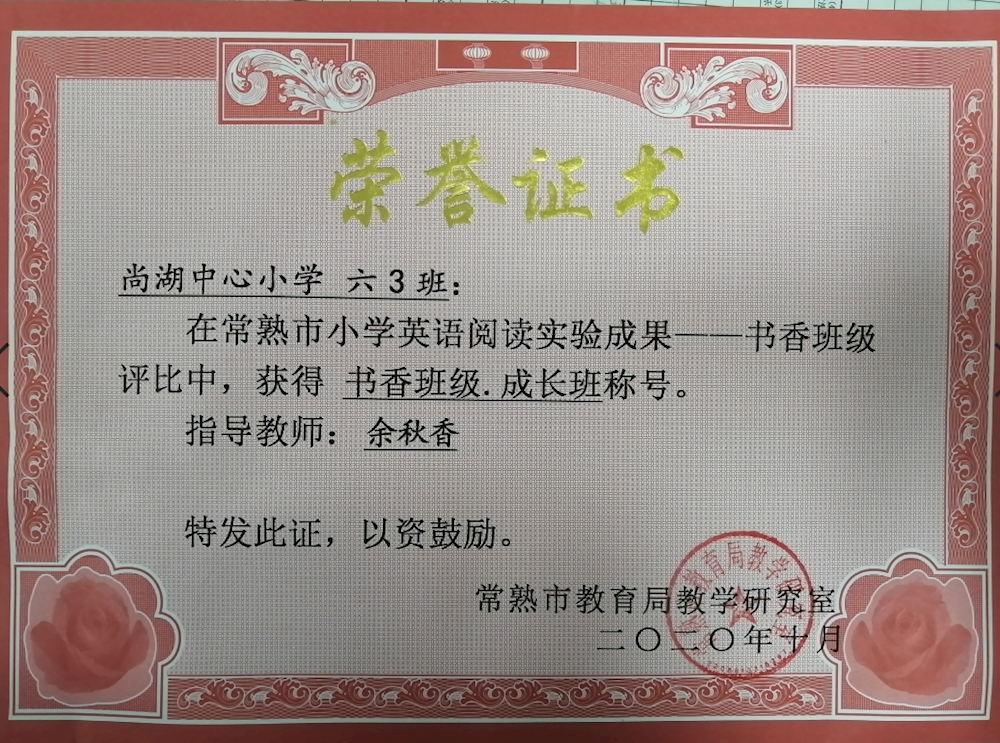 荣誉证书
尚湖中心小学 六3班：
在常熟市小学英语阅读实验成果——书香班级
评比中，获得 书香班级.成长班称号。
指导教师： 余秋香
特发此证，以资鼓励。
常熟市教育局教学研究室
二〇二〇年十月